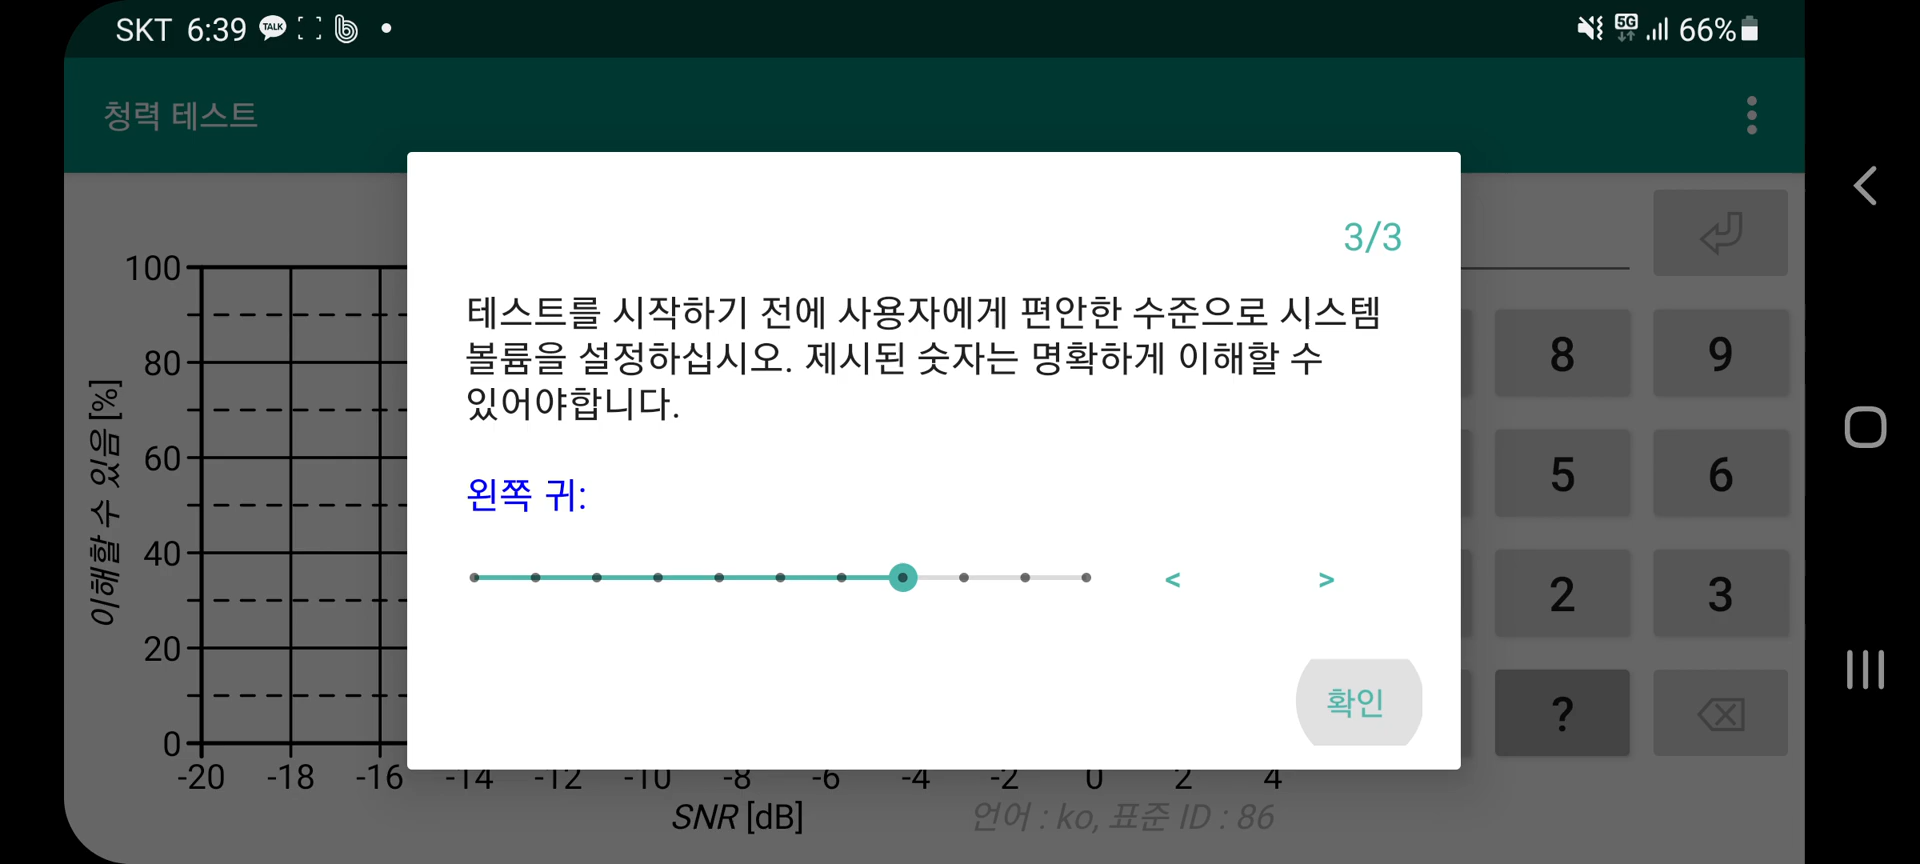 SKT 6:39 TALK
5G 66%
청력 테스트
3/3
테스트를 시작하기 전에 사용자에게 편안한 수준으로 시스템
볼륨을 설정하십시오. 제시된 숫자는 명확하게 이해할 수
있어야합니다.
왼쪽 귀:
< >
확인
이해할 수 있음 [%]
100
80
60
40
20
0
-20 -18 -16 -14 -12 -10 -8 -6 -4 -2 0 2 4
SNR [dB]
언어 : ko, 표준 ID : 86
8 9
5 6
2 3
?